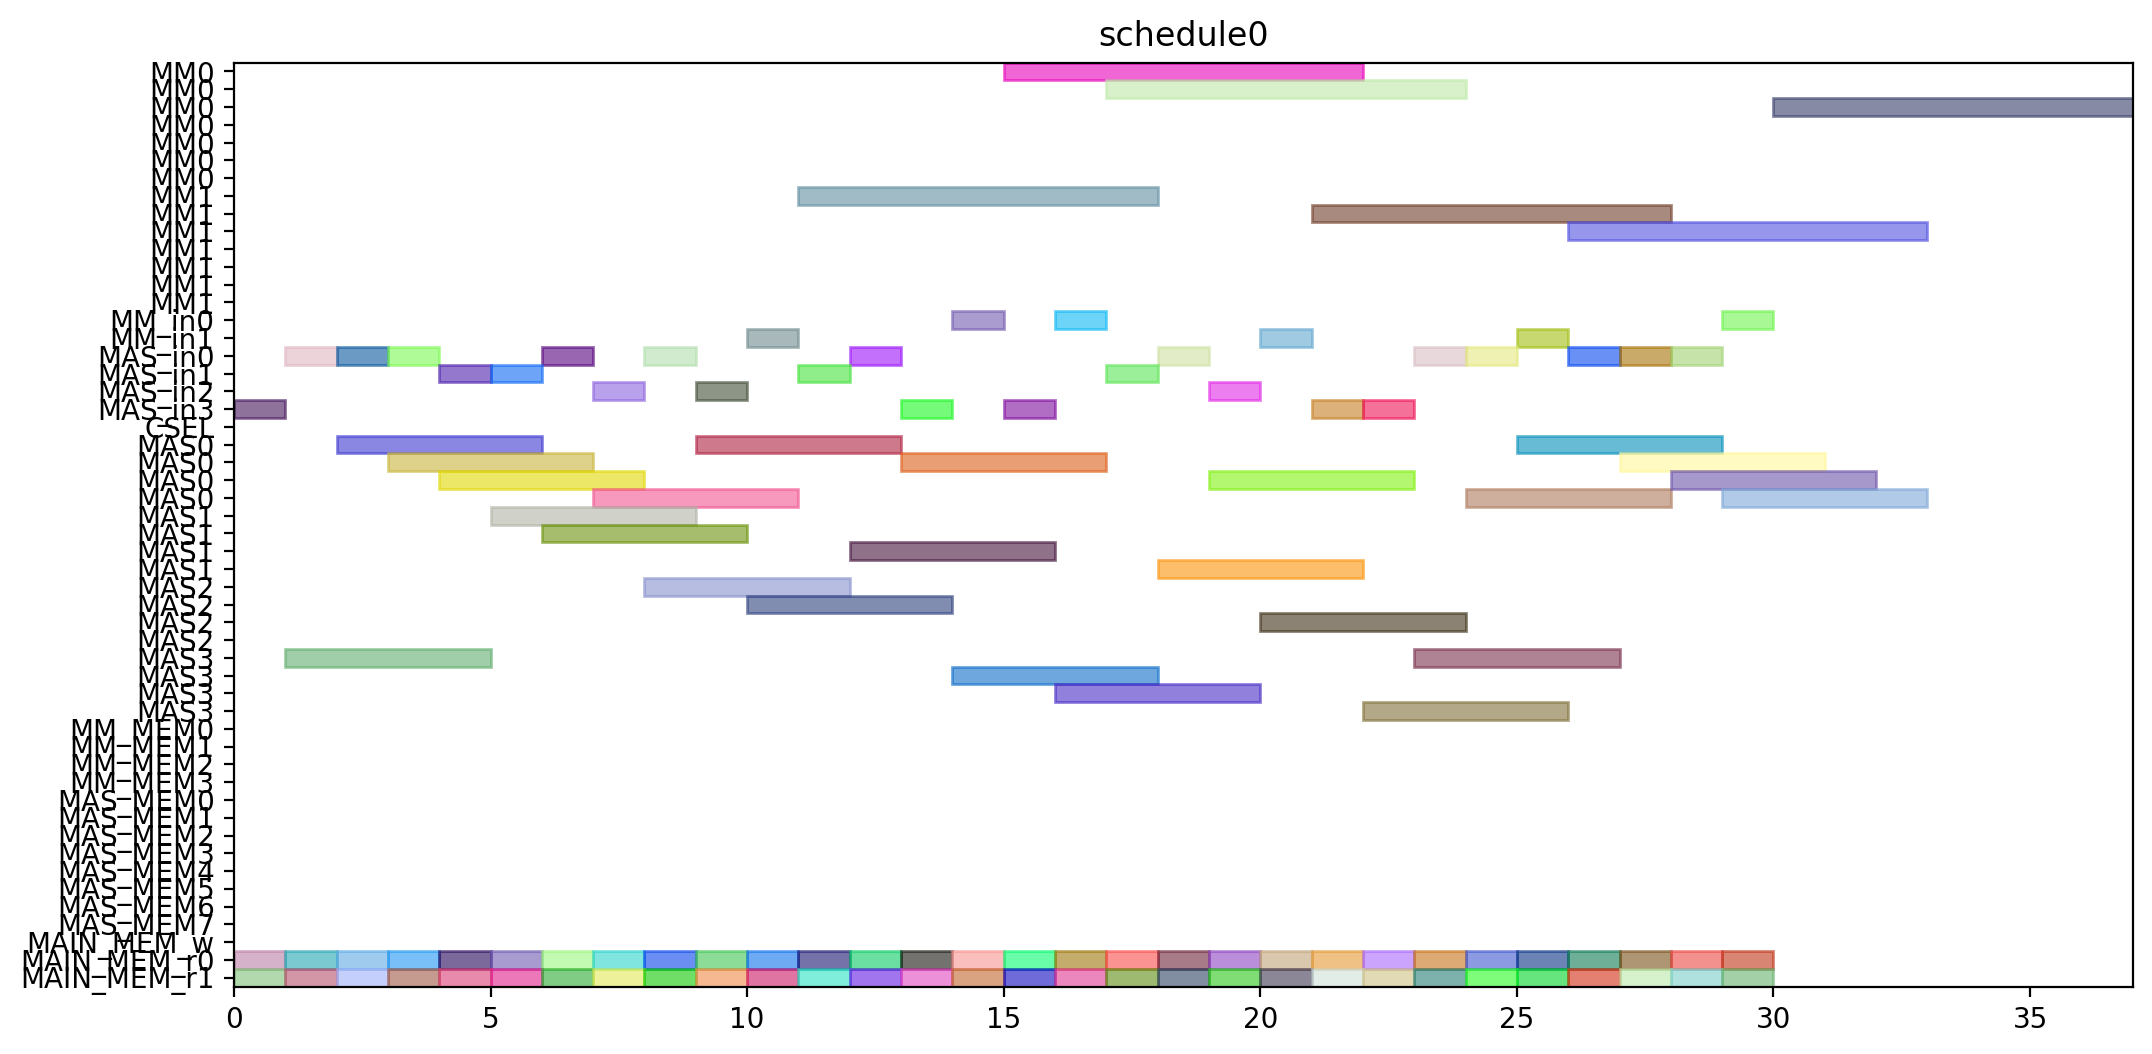 schedule0
MM0
MM0
MM0
MM0
MM0
MM0
MM0
MM1
MM1
MM1
MM1
MM1
MM1
MM1
MM_in0
MM_in1
MAS_in0
MAS_in1
MAS_in2
MAS_in3
CSEL
MAS0
MAS0
MAS0
MAS0
MAS1
MAS1
MAS1
MAS1
MAS2
MAS2
MAS2
MAS2
MAS3
MAS3
MAS3
MAS3
MM_MEM0
MM_MEM1
MM_MEM2
MM_MEM3
MAS_MEM0
MAS_MEM1
MAS_MEM2
MAS_MEM3
MAS_MEM4
MAS_MEM5
MAS_MEM6
MAS_MEM7
MAIN_MEM_w
MAIN_MEM_r0
MAIN_MEM_r1
0 5 10 15 20 25 30 35